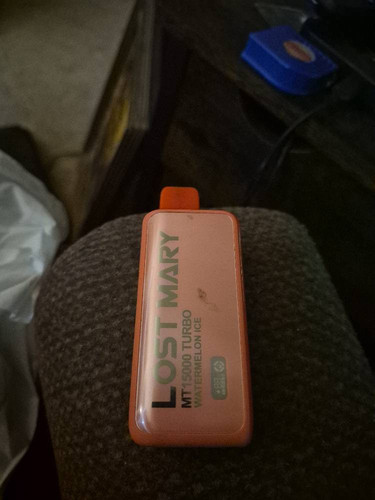 LOST MARY
MT15000 TURBO
WATERMELON ICE